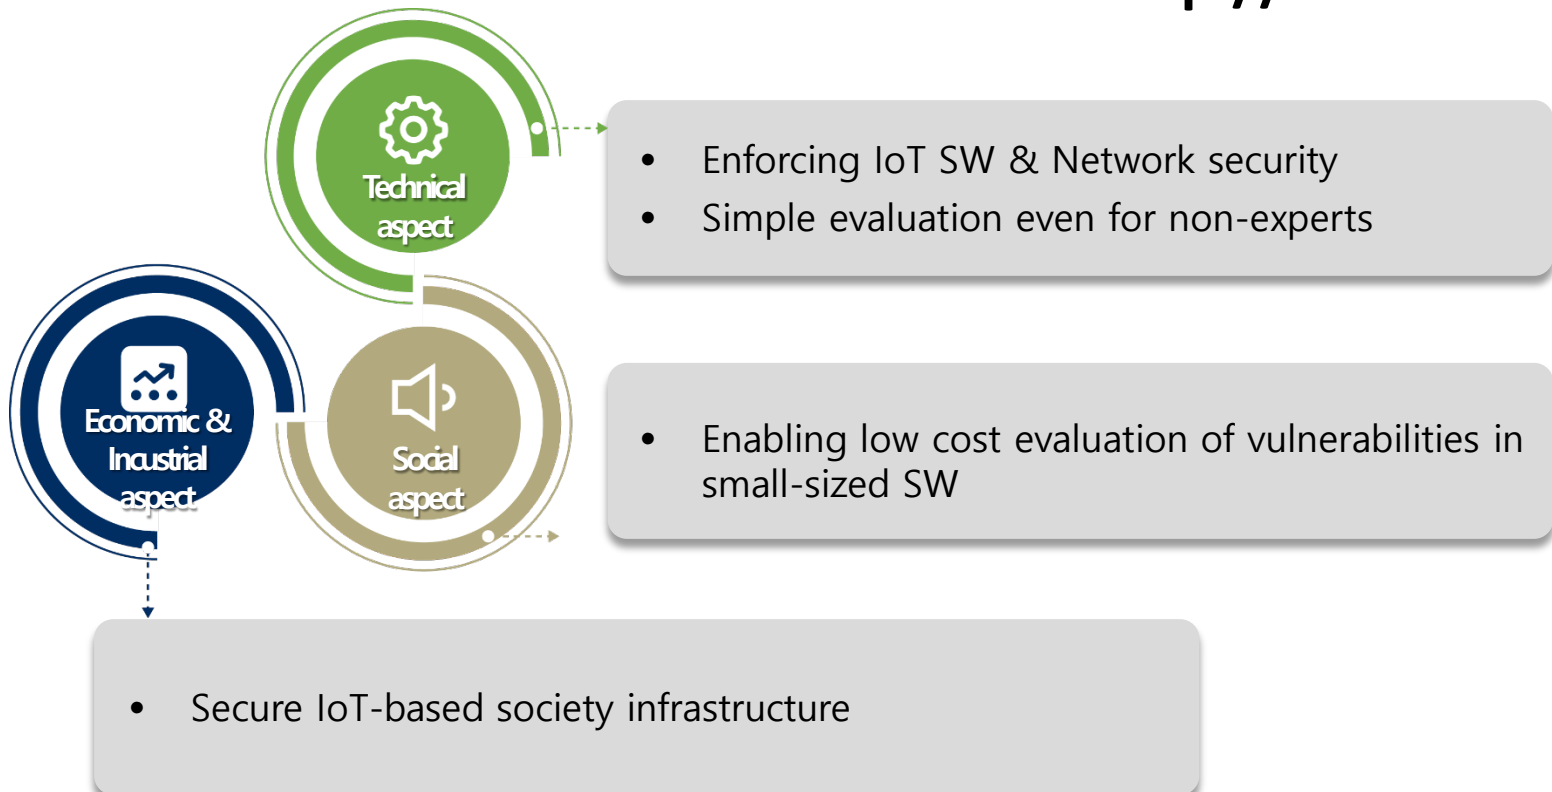 Technical
aspect
• Enforcing IoT SW & Network security
• Simple evaluation even for non-experts
Economic &
Incustrial
aspect
Social
aspect
• Enabling low cost evaluation of vulnerabilities in
small-sized SW
• Secure IoT-based society infrastructure